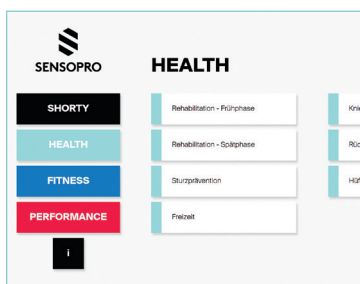 SENSOPRO
HEALTH
SHORTY
HEALTH
FITNESS
PERFORMANCE
i
Rehabilitation - Frühphase
Rehabilitation - Spätphase
Sturzprävention
Freizeit